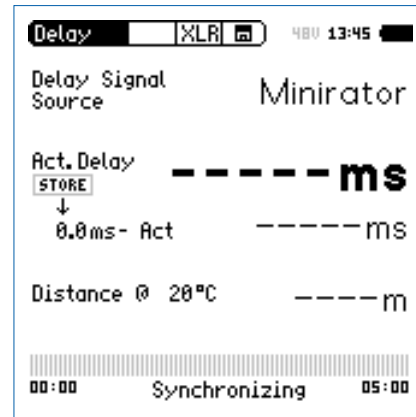 Delay XLR 48V 13:45
Delay Signal
Source
Minirator
Act. Delay
-----ms
STORE
0.0ms- Act
-----ms
Distance @ 20°C
----m
00:00 Synchronizing 05:00